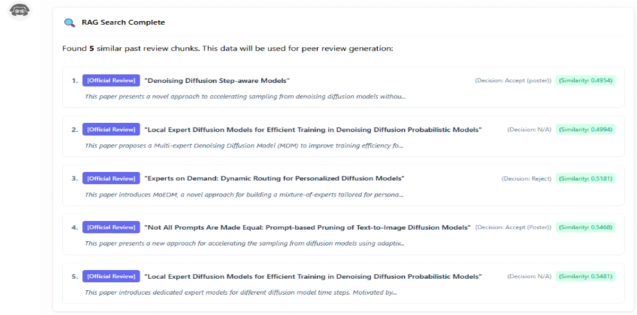 RAG Search Complete
Found 5 similar past review chunks. This data will be used for peer review generation:
1. [Official Review] "Denoising Diffusion Step-aware Models" (Decision: Accept (poster)) (Similarity: 0.4954)
This paper presents a novel approach to accelerating sampling from denoising diffusion models withou...
2. [Official Review] "Local Expert Diffusion Models for Efficient Training in Denoising Diffusion Probabilistic Models" (Decision: N/A) (Similarity: 0.4994)
This paper proposes a Multi-expert Denoising Diffusion Model (MDM) to improve training efficiency fo...
3. [Official Review] "Experts on Demand: Dynamic Routing for Personalized Diffusion Models" (Decision: Reject) (Similarity: 0.5181)
This paper introduces MoEDM, a novel approach for building a mixture-of-experts tailored for persona...
4. [Official Review] "Not All Prompts Are Made Equal: Prompt-based Pruning of Text-to-Image Diffusion Models" (Decision: Accept (Poster)) (Similarity: 0.5468)
This paper presents a new approach for accelerating the sampling from diffusion models using adaptiv...
5. [Official Review] "Local Expert Diffusion Models for Efficient Training in Denoising Diffusion Probabilistic Models" (Decision: N/A) (Similarity: 0.5481)
This paper introduces dedicated expert models for different diffusion model time steps. Motivated by...